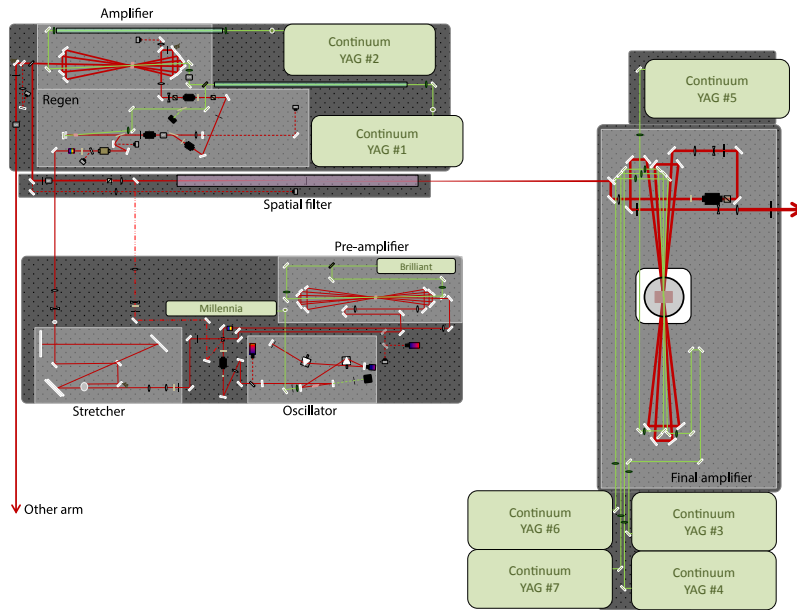 Amplifier
Continuum
YAG #2
Regen
Continuum
YAG #1
Continuum
YAG #5
Spatial filter
Pre-amplifier
Brilliant
Millennia
Stretcher
Oscillator
Final amplifier
Other arm
Continuum
YAG #6
Continuum
YAG #3
Continuum
YAG #7
Continuum
YAG #4